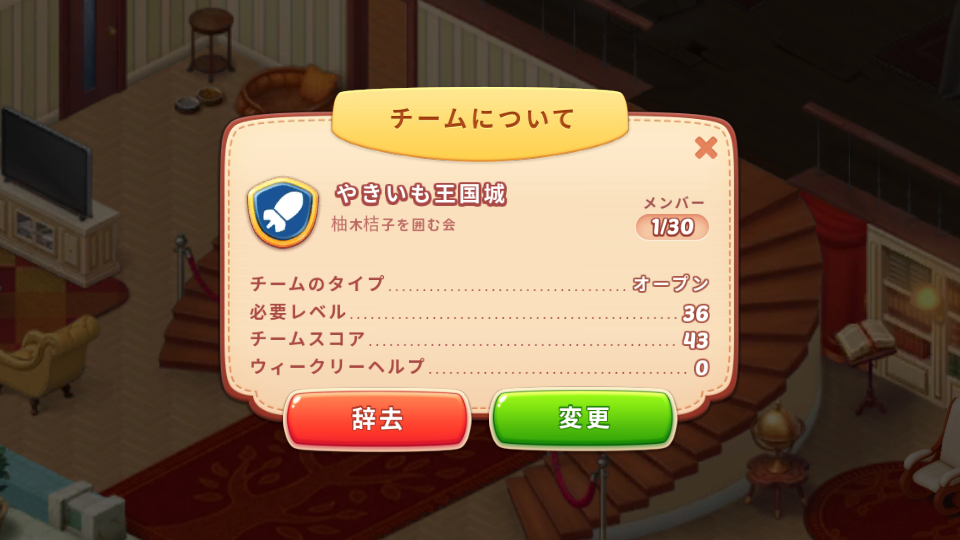 チームについて
やきいも王国城
柚木桔子を囲む会
メンバー
1/30
チームのタイプ オープン
必要レベル 36
チームスコア 43
ウィークリーヘルプ 0
辞去
変更